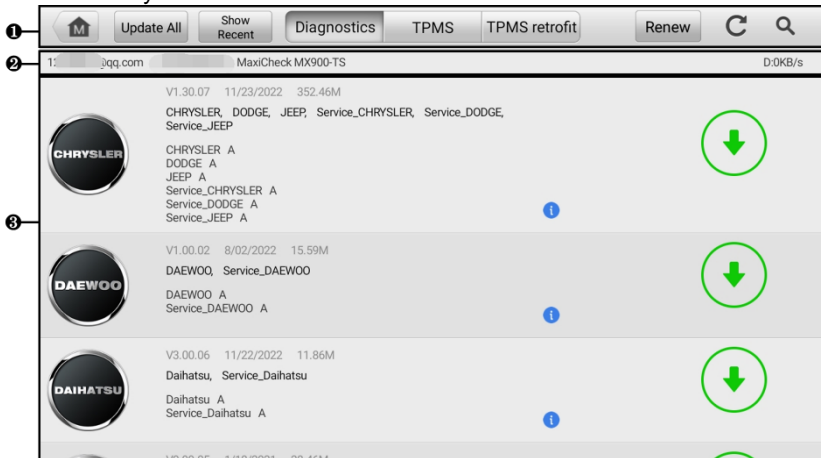 ❶
M
Update All
Show
Recent
Diagnostics
TPMS
TPMS retrofit
Renew
❷
@qq.com
MaxiCheck MX900-TS
D:0KB/s
❸
V1.30.07 11/23/2022 352.46M
CHRYSLER, DODGE, JEEP, Service_CHRYSLER, Service_DODGE,
Service_JEEP
CHRYSLER
CHRYSLER A
DODGE A
JEEP A
Service_CHRYSLER A
Service_DODGE A
Service_JEEP A
i
V1.00.02 8/02/2022 15.59M
DAEWOO, Service_DAEWOO
DAEWOO
DAEWOO A
Service_DAEWOO A
i
V3.00.06 11/22/2022 11.86M
Daihatsu, Service_Daihatsu
DAIHATSU
Daihatsu A
Service_Daihatsu A
i